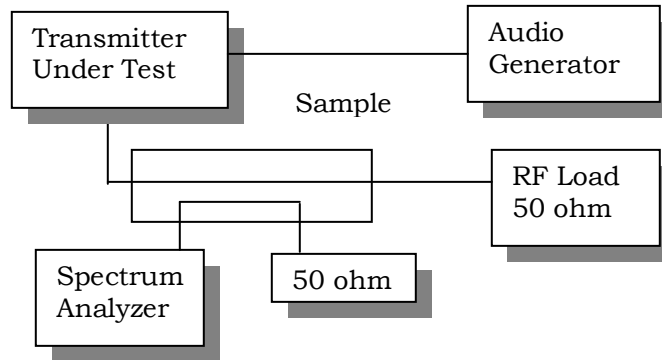 Transmitter
Under Test
Audio
Generator
Sample
RF Load
50 ohm
Spectrum
Analyzer
50 ohm